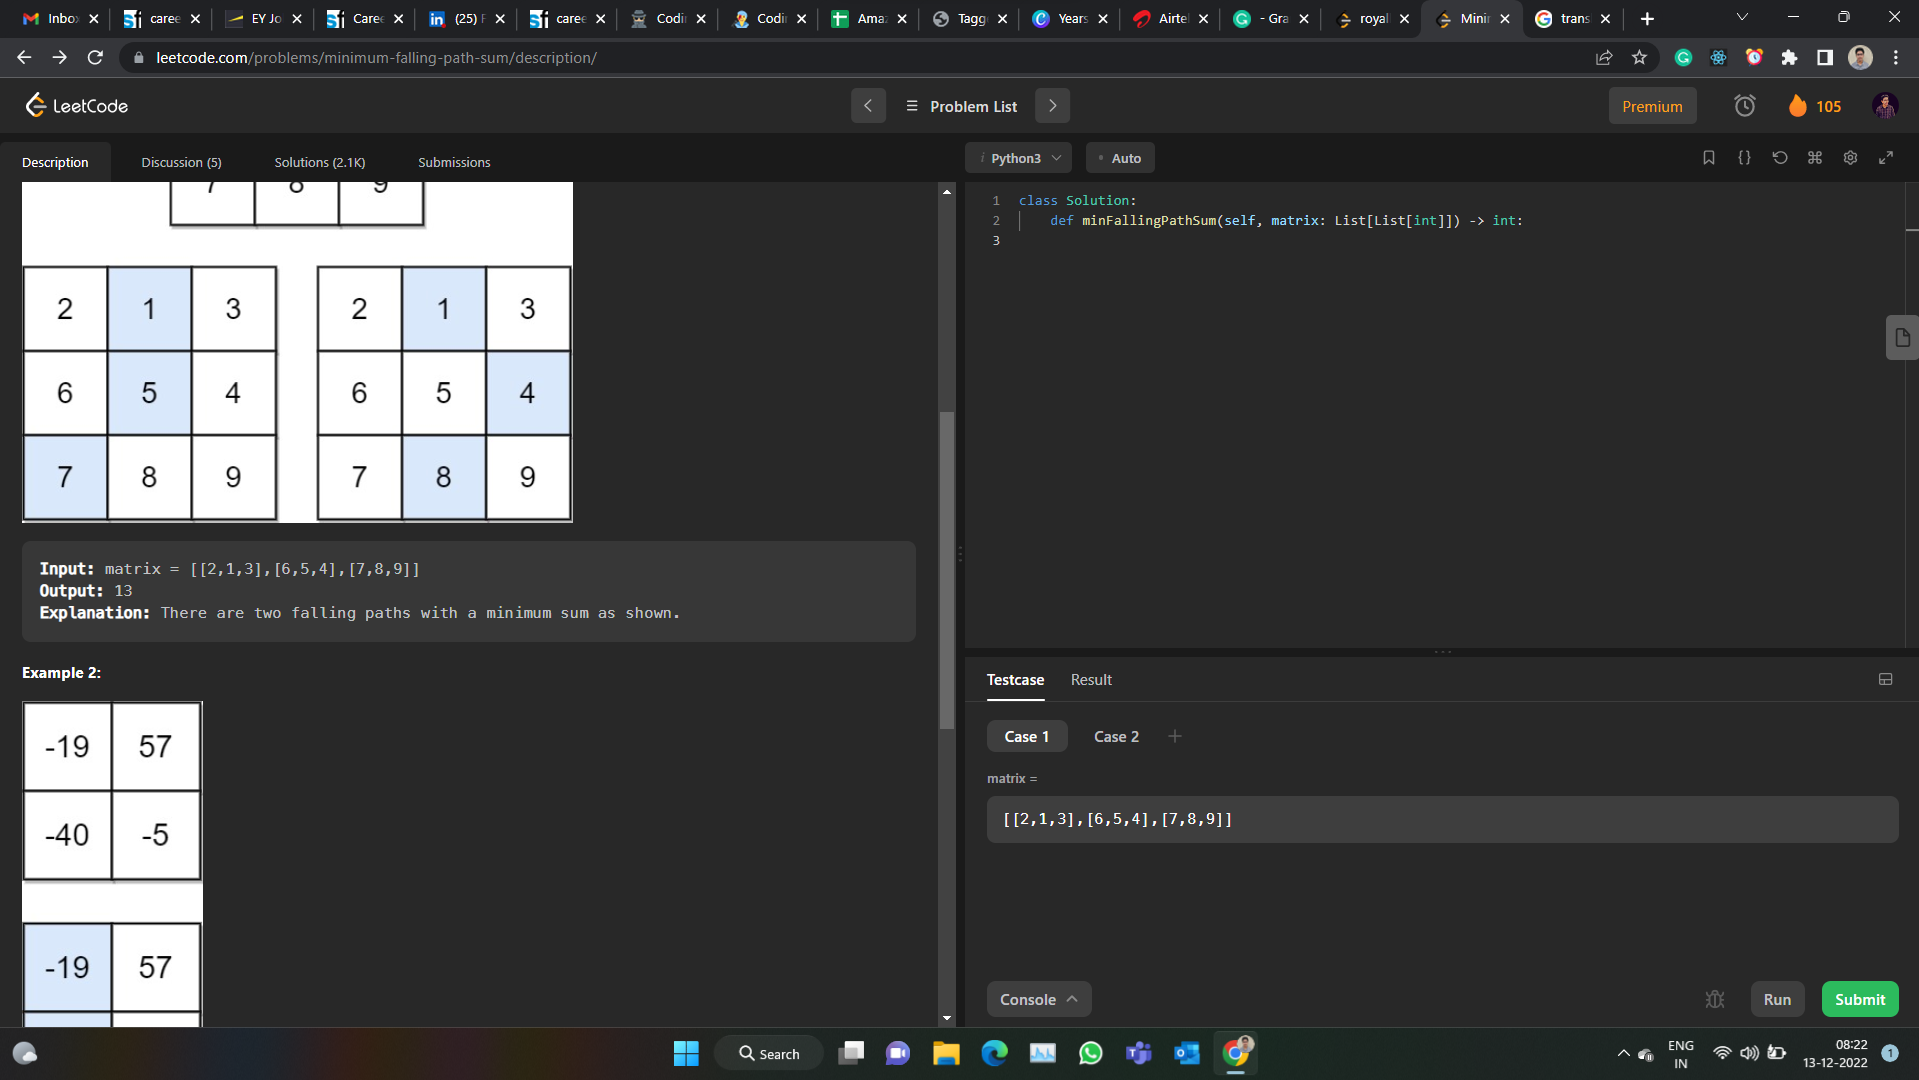 Inbox
caree
EY Jo
Caree
(25) F
caree
Codin
Codin
Amaz
Tagg
Years
Airtel
- Gra
royal
Minin
trans
leetcode.com/problems/minimum-falling-path-sum/description/
LeetCode
Problem List
Premium
105
Description
Discussion (5)
Solutions (2.1K)
Submissions
7 8 9
2 1 3
6 5 4
7 8 9
2 1 3
6 5 4
7 8 9
Input: matrix = [[2,1,3],[6,5,4],[7,8,9]]
Output: 13
Explanation: There are two falling paths with a minimum sum as shown.
Example 2:
-19 57
-40 -5
-19 57
i Python3
Auto
1 class Solution:
2 def minFallingPathSum(self, matrix: List[List[int]]) -> int:
3
Testcase
Result
Case 1
Case 2
matrix =
[[2,1,3],[6,5,4],[7,8,9]]
Console
Run
Submit
Search
ENG
IN
08:22
13-12-2022
1